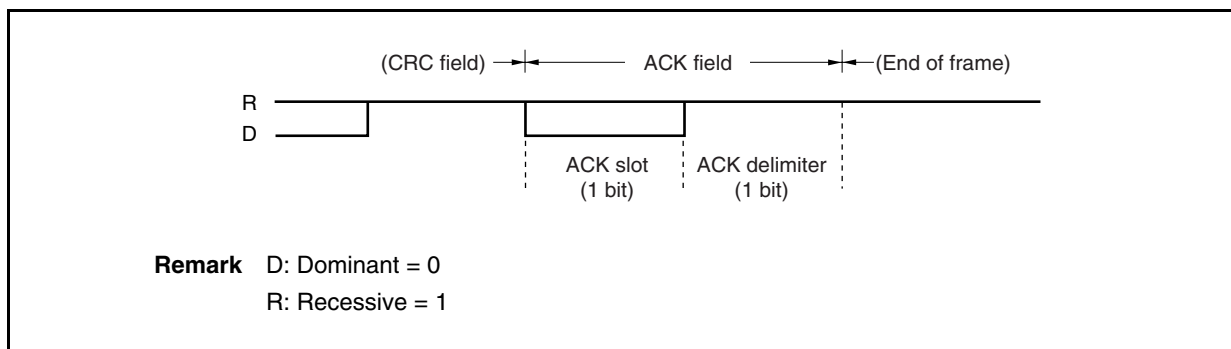 (CRC field) ACK field (End of frame)
R
D
ACK slot ACK delimiter
(1 bit) (1 bit)
Remark D: Dominant = 0
R: Recessive = 1